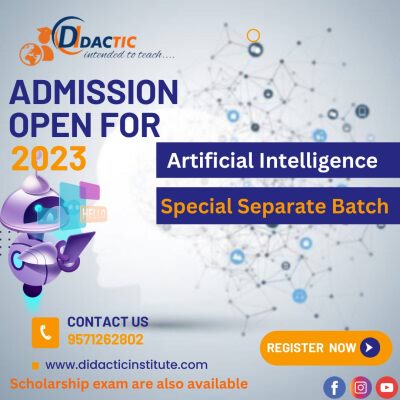 DIDACTIC
intended to teach....
ADMISSION
OPEN FOR
2023
Artificial Intelligence
Special Separate Batch
HELLO
CONTACT US
9571262802
REGISTER NOW
www.didacticinstitute.com
Scholarship exam are also available